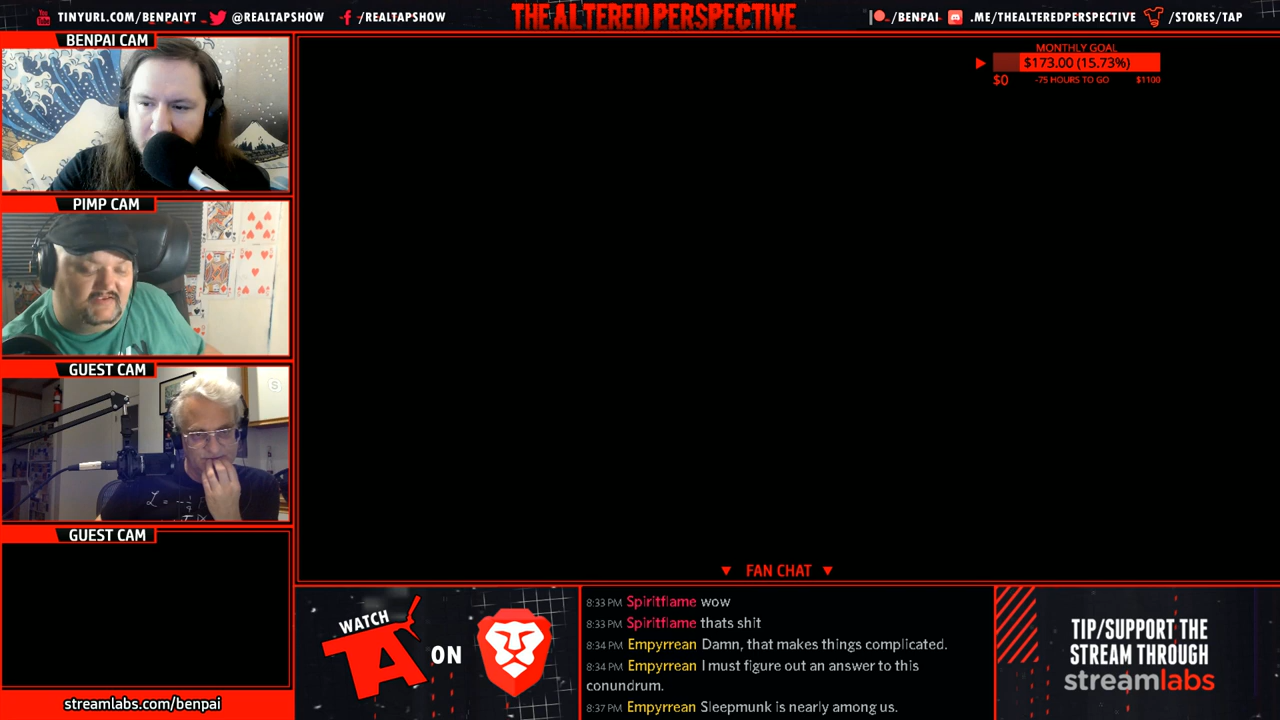 TINYURL.COM/BENPAIYT @REALTAPSHOW /REALTAPSHOW THE ALTERED PERSPECTIVE /BENPAI .ME/THEALTEREDPERSPECTIVE /STORES/TAP
BENPAI CAM
MONTHLY GOAL
$173.00 (15.73%)
$0 -75 HOURS TO GO $1100
PIMP CAM
GUEST CAM
GUEST CAM
FAN CHAT
WATCH
TA ON
8:33 PM Spiritflame wow
8:33 PM Spiritflame thats shit
8:34 PM Empyrrean Damn, that makes things complicated.
8:34 PM Empyrrean I must figure out an answer to this
conundrum.
8:37 PM Empyrrean Sleepmunk is nearly among us.
TIP/SUPPORT THE
STREAM THROUGH
streamlabs
streamlabs.com/benpai